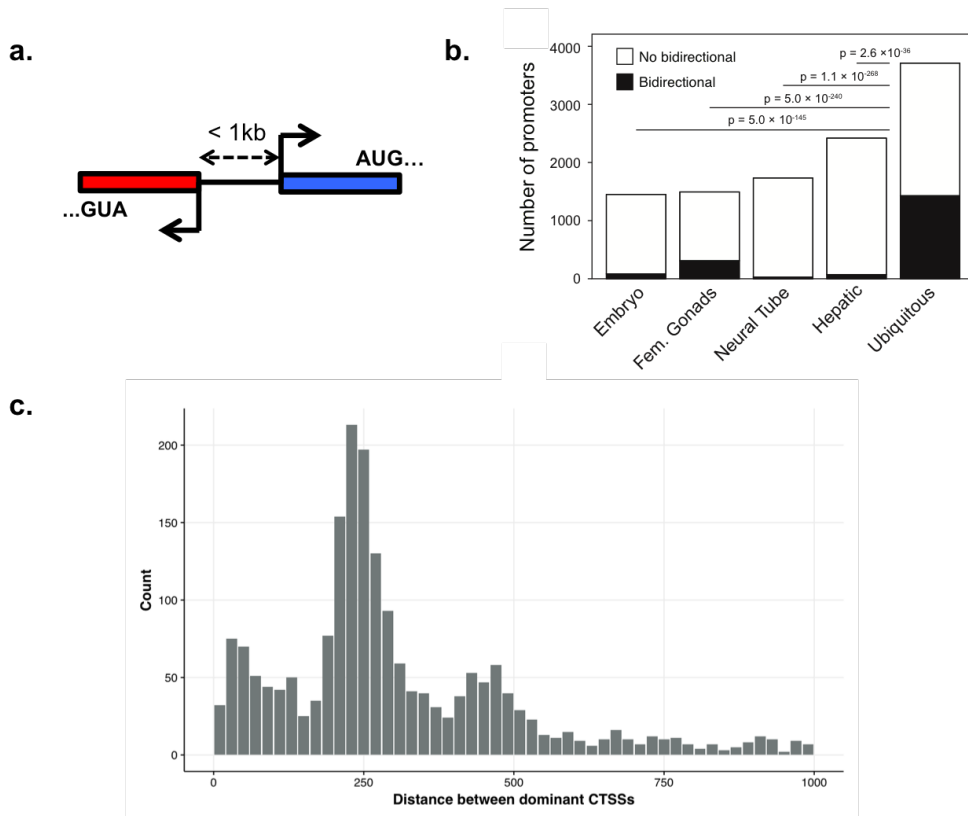 a.
< 1kb
AUG...
...GUA
b.
Number of promoters
4000
3000
2000
1000
0
No bidirectional
Bidirectional
p = 2.6 ×10-36
p = 1.1 × 10-268
p = 5.0 × 10-240
p = 5.0 × 10-145
Embryo
Fem. Gonads
Neural Tube
Hepatic
Ubiquitous
c.
Count
200
150
100
50
0
0
250
500
750
1000
Distance between dominant CTSSs